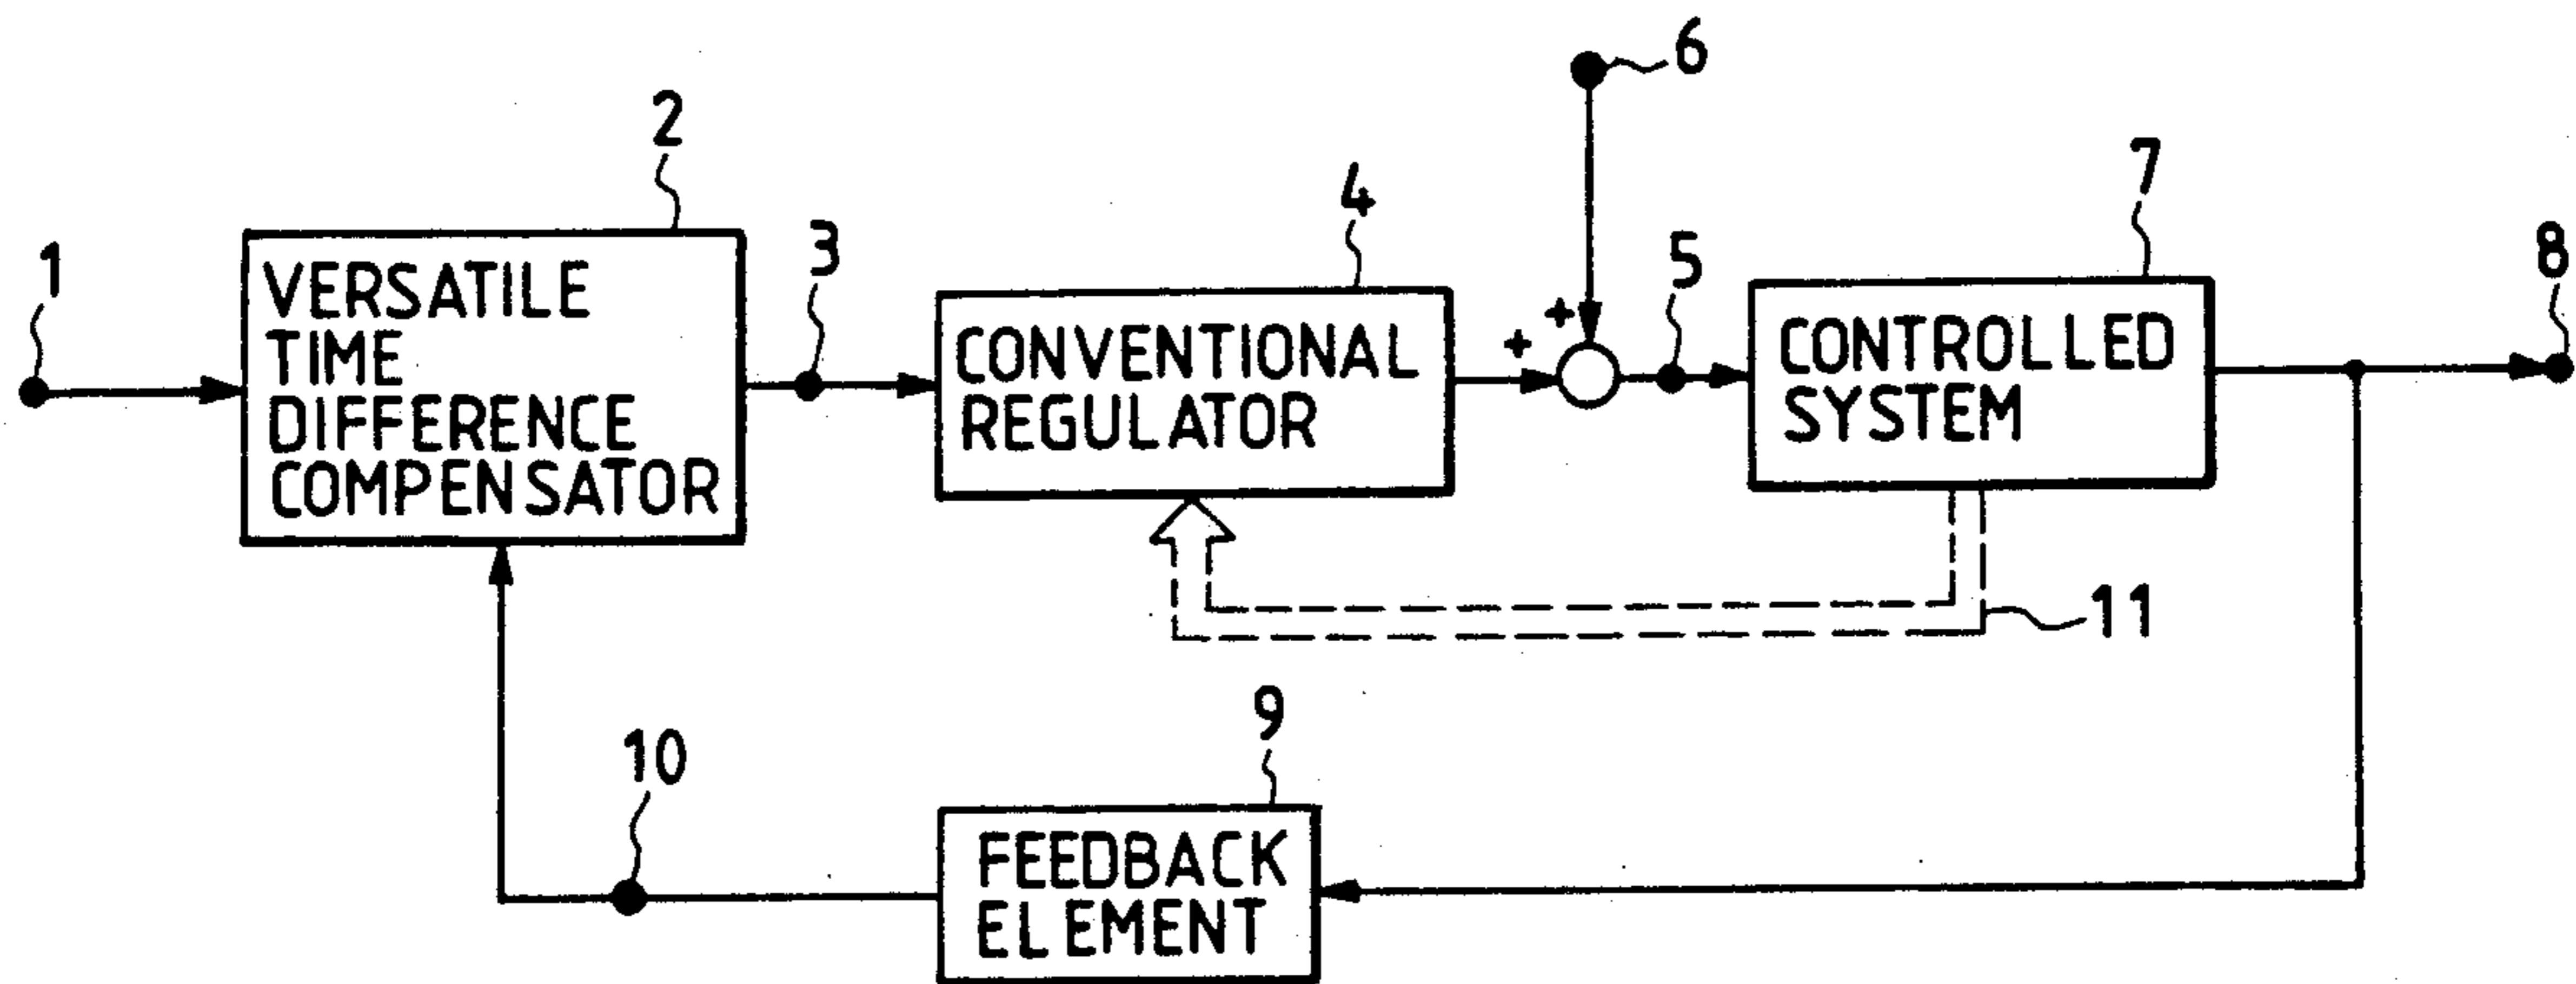 6
2
7
4
3
5
8
1
VERSATILE
TIME
DIFFERENCE
COMPENSATOR
CONVENTIONAL
REGULATOR
+
+
CONTROLLED
SYSTEM
11
9
10
FEEDBACK
ELEMENT